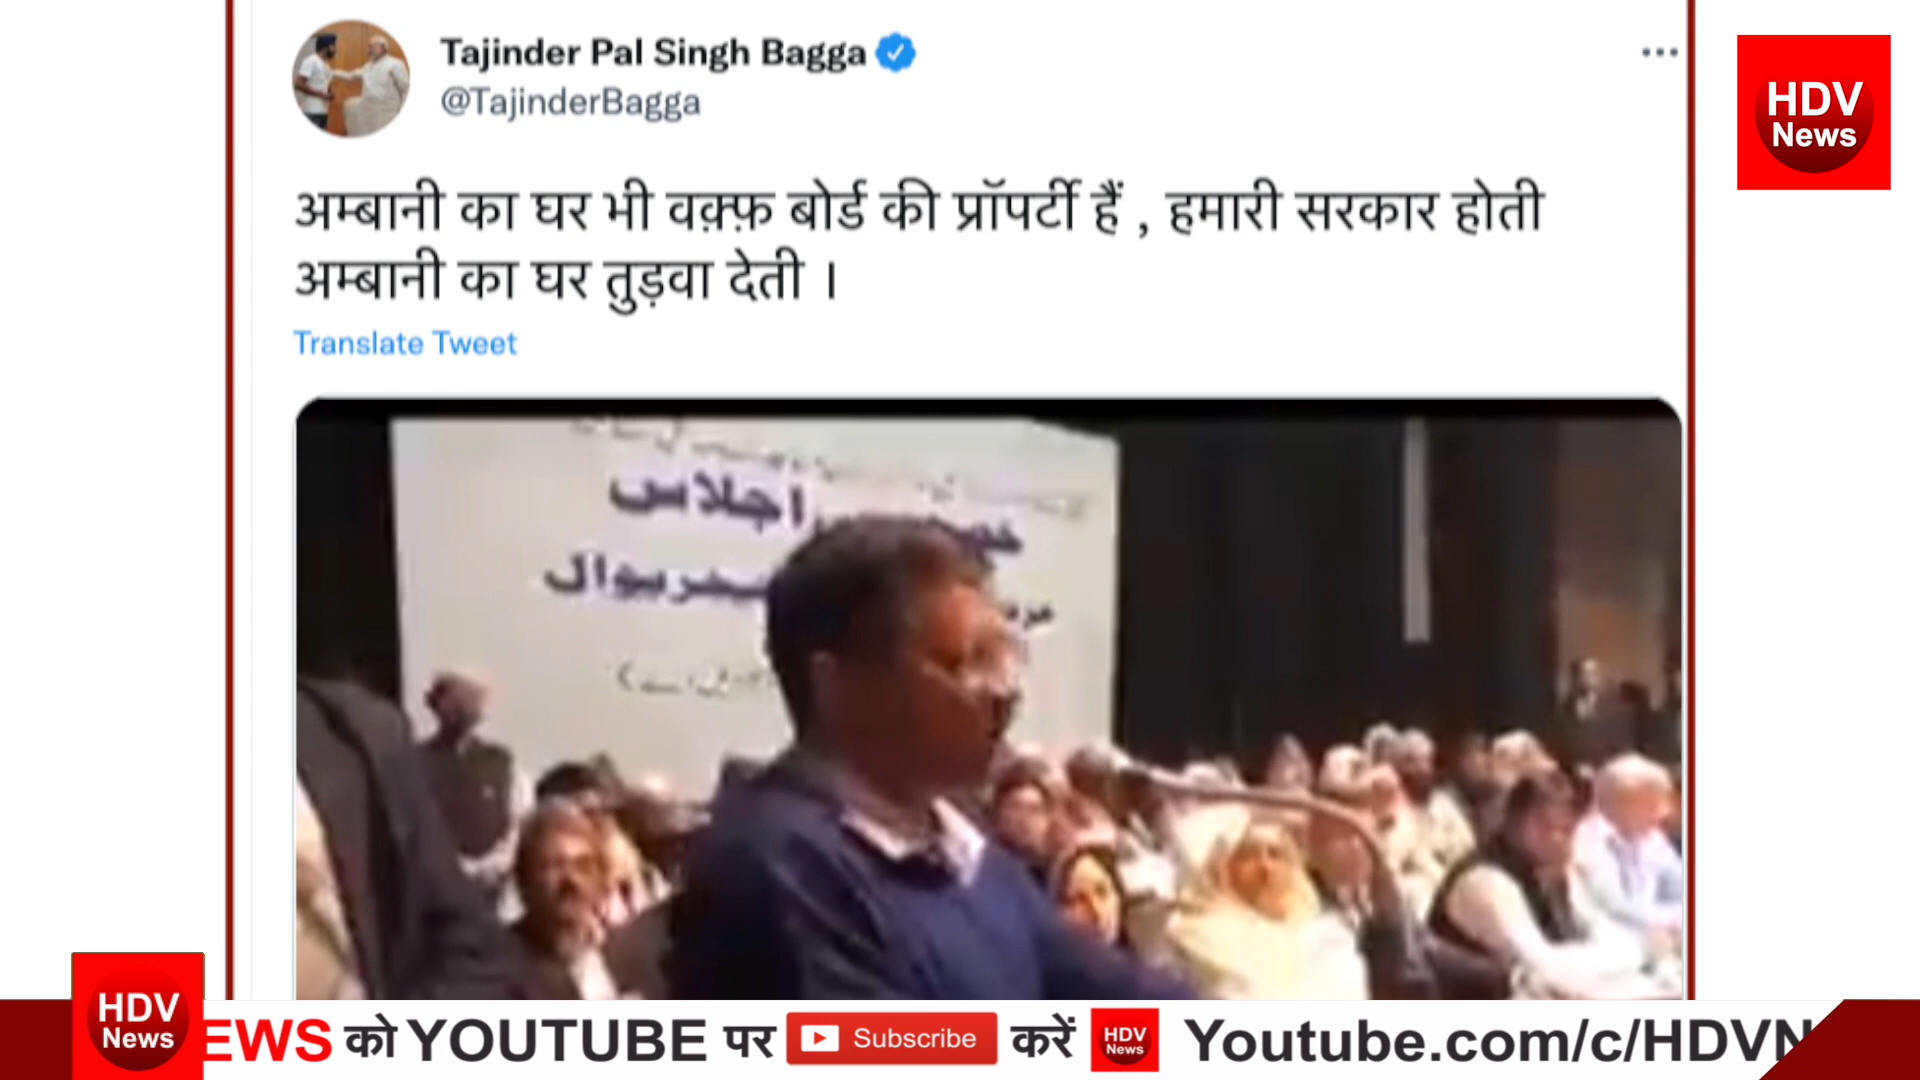 Tajinder Pal Singh Bagga
@TajinderBagga
अम्बानी का घर भी वक़्फ़ बोर्ड की प्रॉपर्टी हैं , हमारी सरकार होती
अम्बानी का घर तुड़वा देती ।
Translate Tweet
HDV
News
اجلاس
HDV
News
EWS को YOUTUBE पर Subscribe करें HDV News Youtube.com/c/HDVN